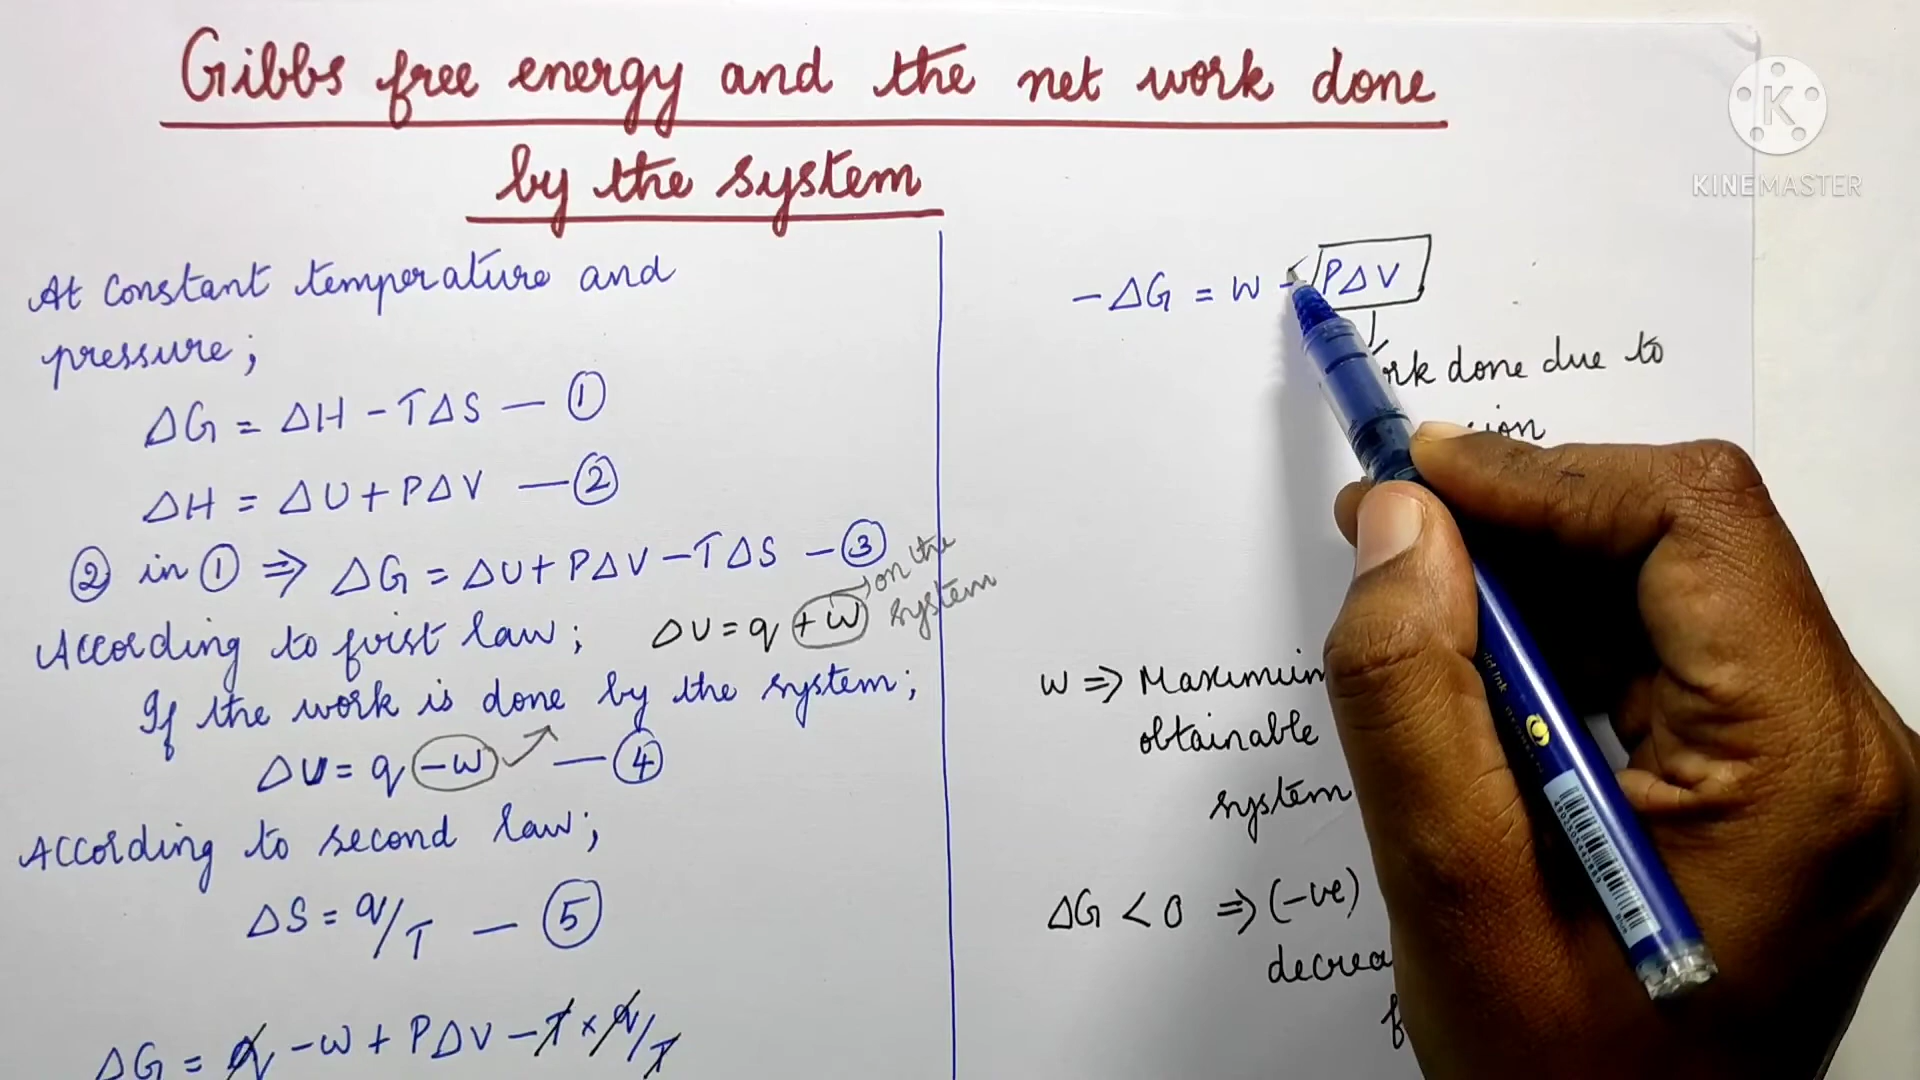 Gibbs free energy and the net work done
by the system
At constant temperature and
pressure;
ΔG = ΔH - TΔS — ①
ΔH = ΔU + PΔV — ②
② in ① ⇒ ΔG = ΔU + PΔV - TΔS - ③
According to first law; ΔU = q +w → on the
system
If the work is done by the system;
ΔU = q -w — ④
According to second law;
ΔS = q/T — ⑤
ΔG = q - w + PΔV - T × q/T
-ΔG = w - PΔV
done due to
w ⇒ Maximum
obtainable
system
ΔG < 0 ⇒ (-ve)
KINEMASTER